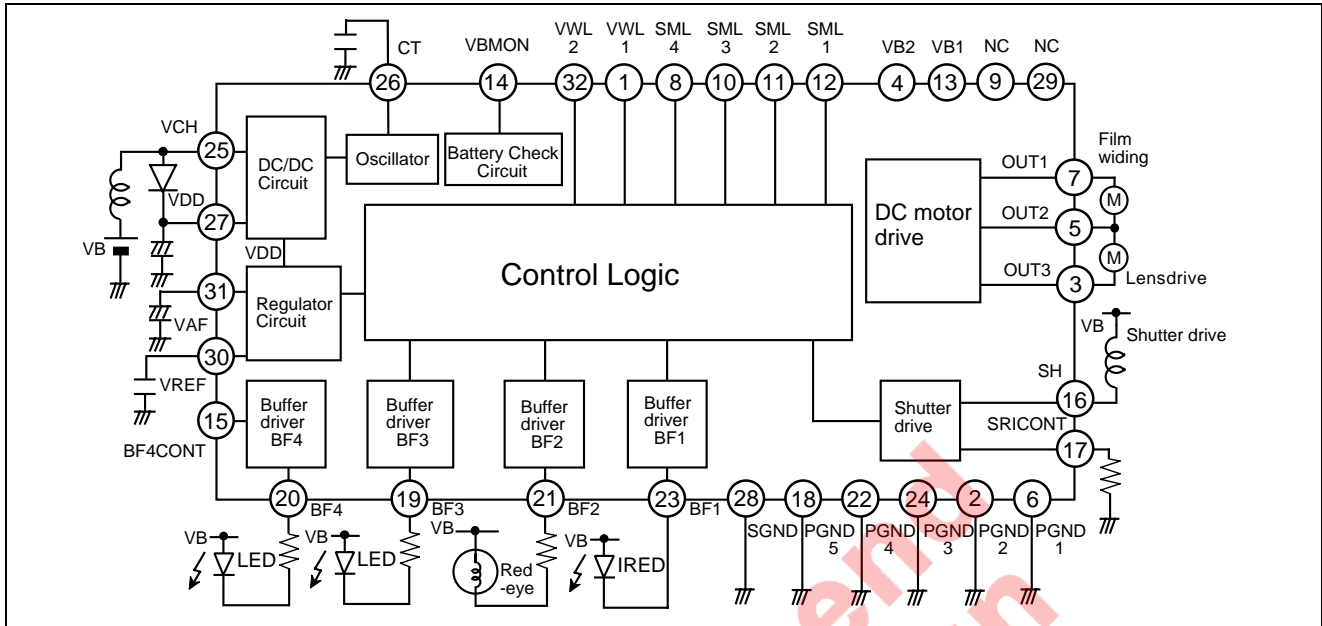 CT
VBMON
VWL
2
VWL
1
SML
4
SML
3
SML
2
SML
1
VB2
VB1
NC
NC
26
14
32
1
8
10
11
12
4
13
9
29
VCH
25
DC/DC
Circuit
Oscillator
Battery Check
Circuit
VDD
27
VB
VDD
Film
widing
OUT1
7
M
DC motor
drive
OUT2
5
M
OUT3
3
Lensdrive
Control Logic
31
Regulator
Circuit
VAF
30
VREF
VB
Shutter drive
SH
16
15
BF4CONT
Buffer
driver
BF4
Buffer
driver
BF3
Buffer
driver
BF2
Buffer
driver
BF1
Shutter
drive
SRICONT
17
20
BF4
19
BF3
21
BF2
23
BF1
28
18
22
24
2
6
SGND
PGND
5
PGND
4
PGND
3
PGND
2
PGND
1
VB
LED
VB
LED
VB
Red
-eye
VB
IRED
end